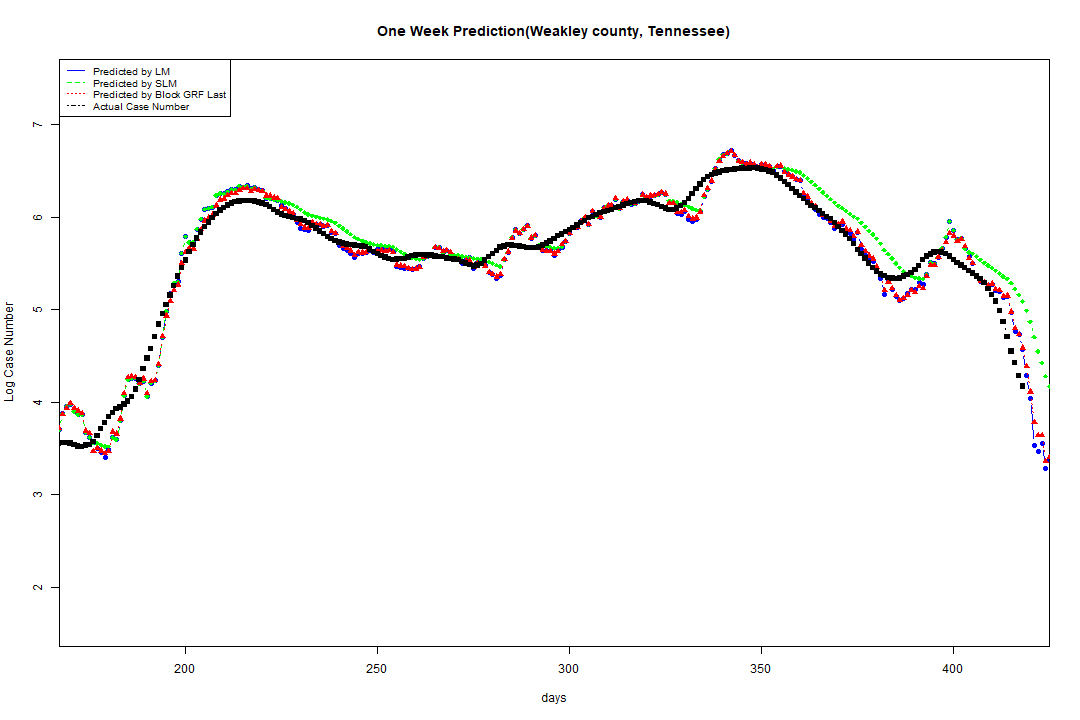 One Week Prediction(Weakley county, Tennessee)
Predicted by LM
Predicted by SLM
Predicted by Block GRF Last
Actual Case Number
7
6
5
4
3
2
Log Case Number
200 250 300 350 400
days